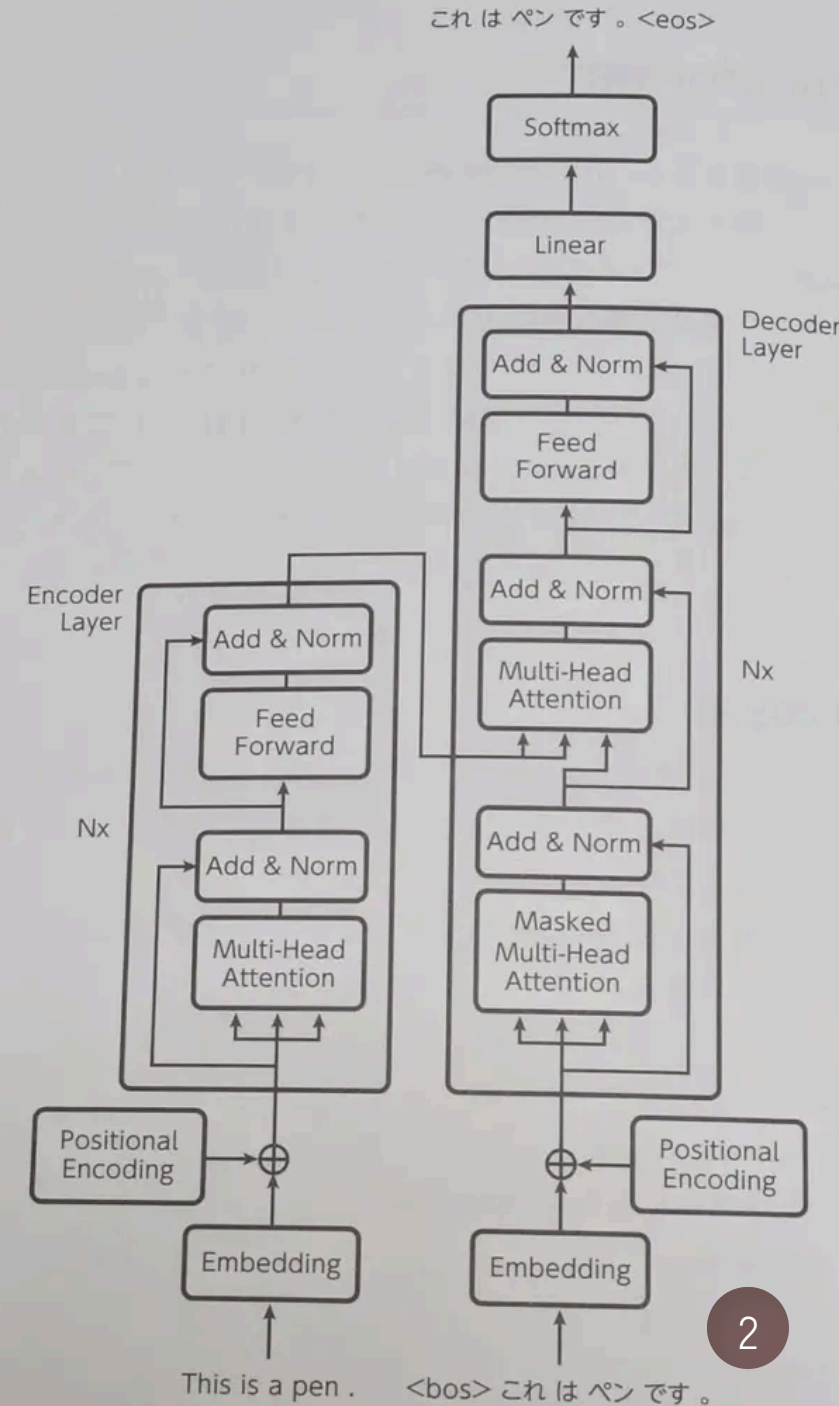 これ は ペン です 。<eos>
Softmax
Linear
Decoder
Layer
Add & Norm
Feed
Forward
Add & Norm
Multi-Head
Attention
Nx
Add & Norm
Masked
Multi-Head
Attention
Positional
Encoding
Embedding
<bos> これ は ペン です 。
Encoder
Layer
Add & Norm
Feed
Forward
Nx
Add & Norm
Multi-Head
Attention
Positional
Encoding
Embedding
This is a pen .
2